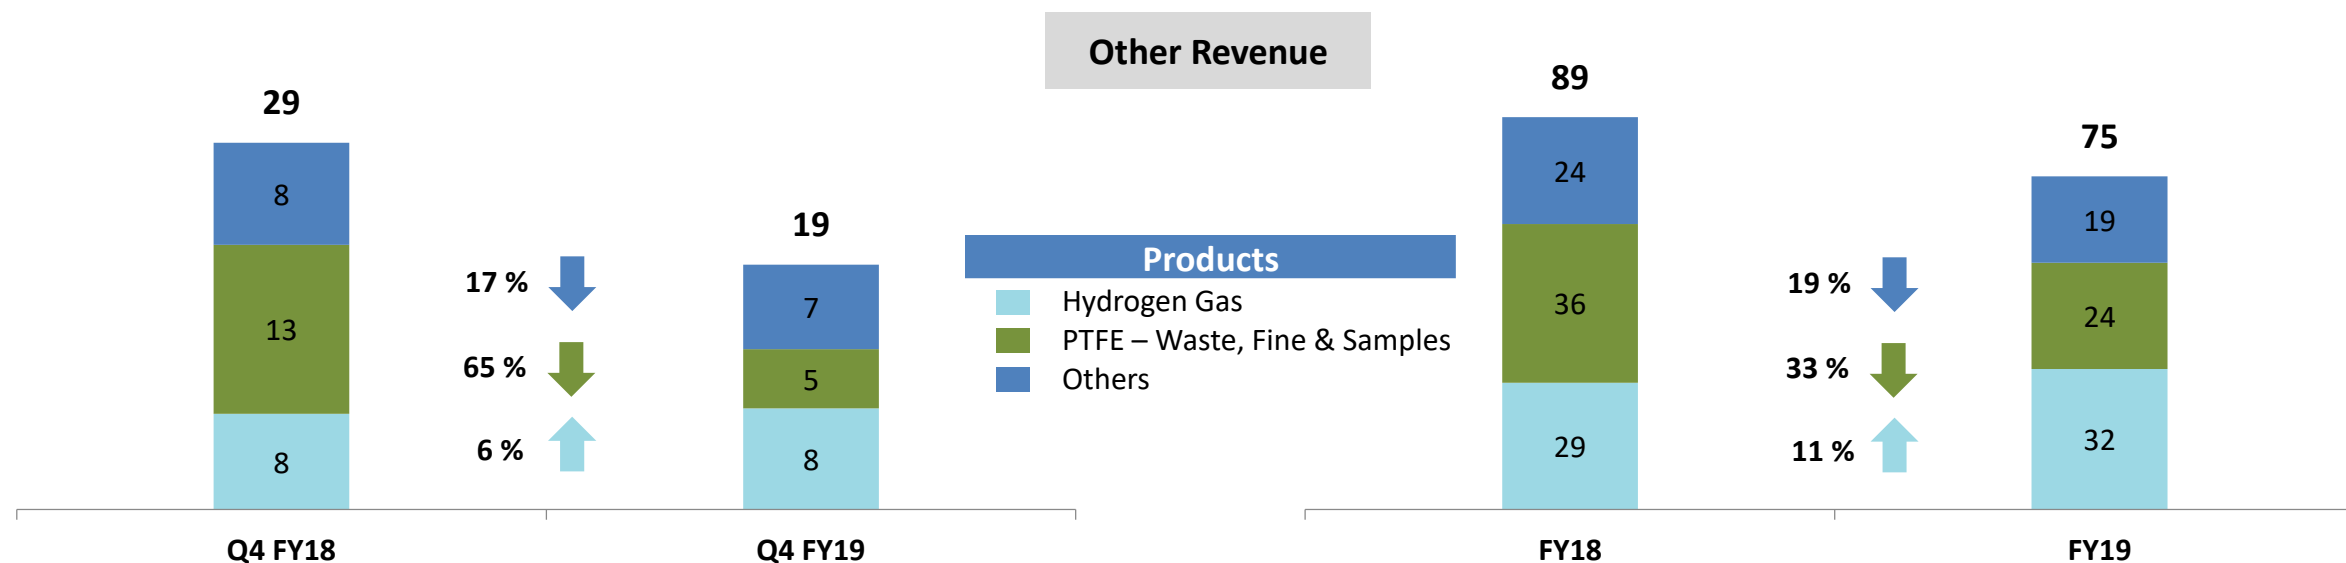 Other Revenue
29
8
13
8
17 %
65 %
6 %
19
7
5
8
Q4 FY18
Q4 FY19
Products
Hydrogen Gas
PTFE – Waste, Fine & Samples
Others
89
24
36
29
19 %
33 %
11 %
75
19
24
32
FY18
FY19